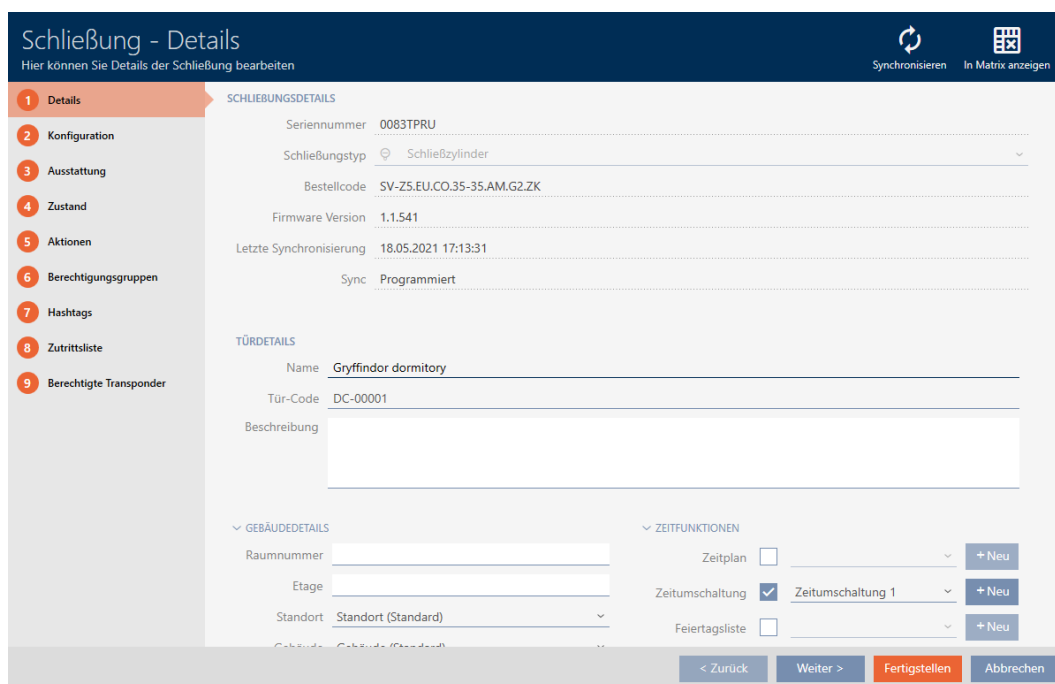 Schließung - Details
Hier können Sie Details der Schließung bearbeiten
Synchronisieren
In Matrix anzeigen
1 Details
2 Konfiguration
3 Ausstattung
4 Zustand
5 Aktionen
6 Berechtigungsgruppen
7 Hashtags
8 Zutrittsliste
9 Berechtigte Transponder
SCHLIEßUNGSDETAILS
Seriennummer 0083TPRU
Schließungstyp Schließzylinder
Bestellcode SV-Z5.EU.CO.35-35.AM.G2.ZK
Firmware Version 1.1.541
Letzte Synchronisierung 18.05.2021 17:13:31
Sync Programmiert
TÜRDETAILS
Name Gryffindor dormitory
Tür-Code DC-00001
Beschreibung
GEBÄUDEDETAILS
Raumnummer
Etage
Standort Standort (Standard)
Gebäude Gebäude (Standard)
ZEITFUNKTIONEN
Zeitplan + Neu
Zeitumschaltung Zeitumschaltung 1 + Neu
Feiertagsliste + Neu
< Zurück
Weiter >
Fertigstellen
Abbrechen